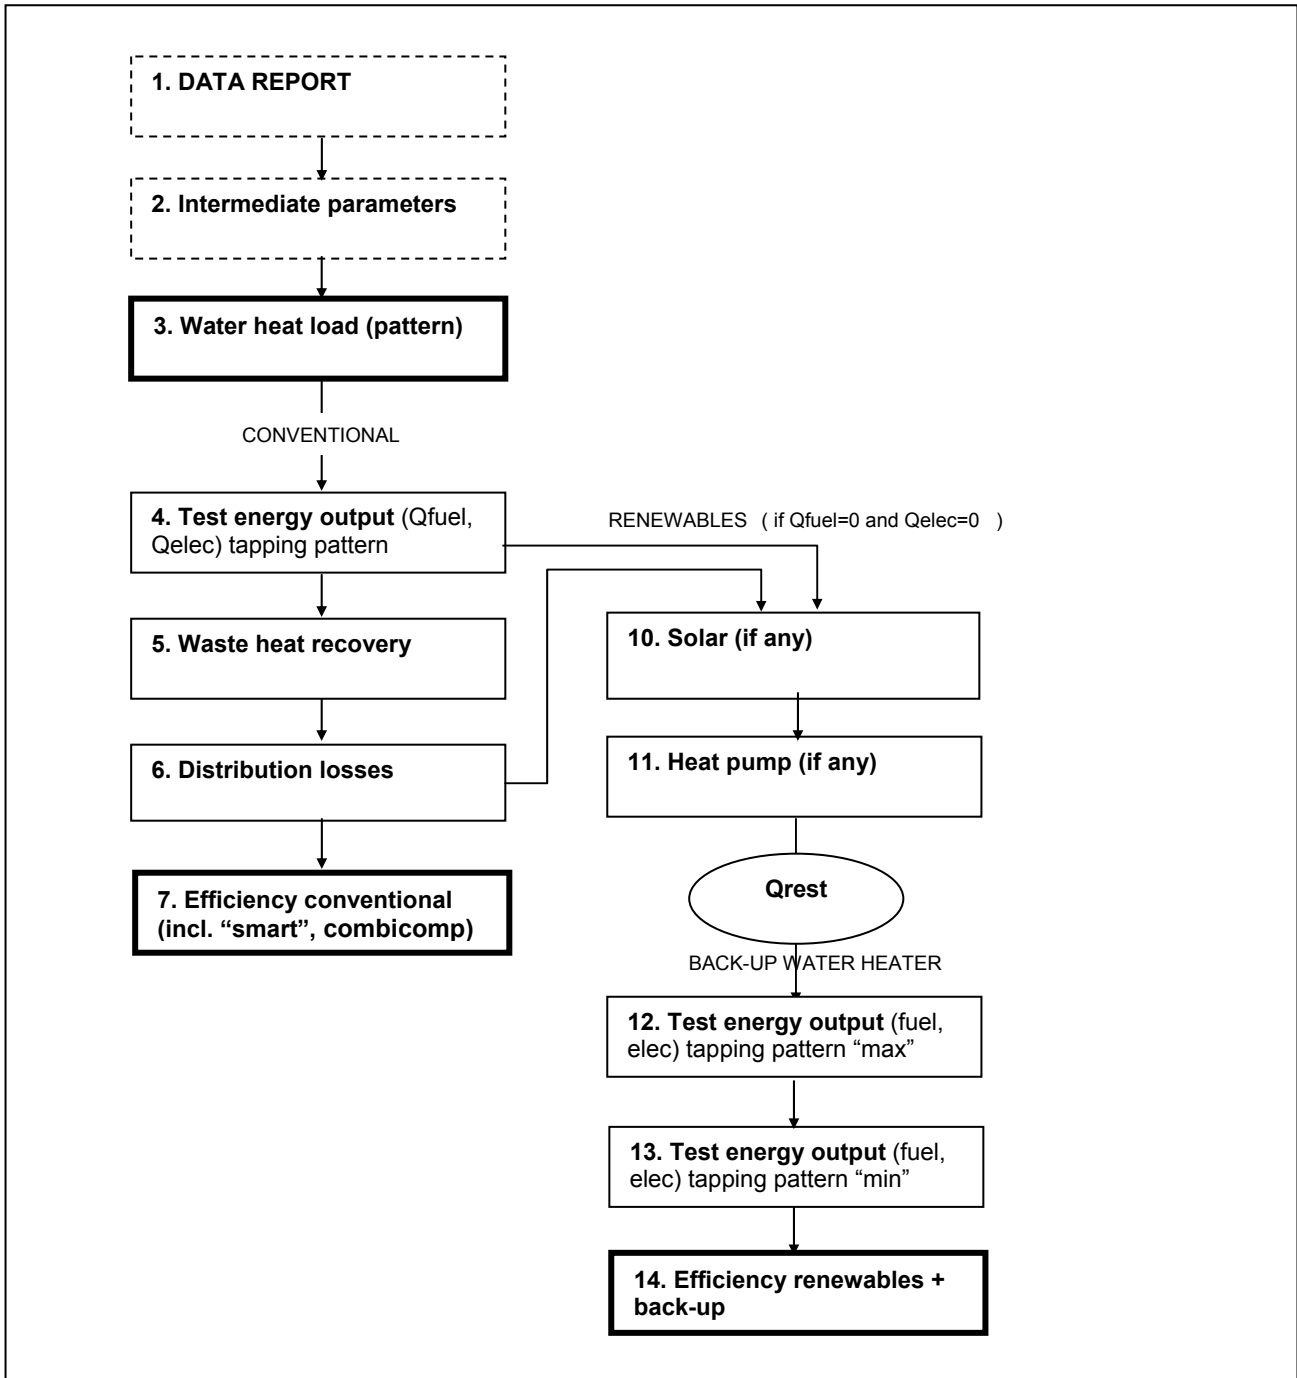 1. DATA REPORT
2. Intermediate parameters
3. Water heat load (pattern)
CONVENTIONAL
4. Test energy output (Qfuel,
Qelec) tapping pattern
RENEWABLES ( if Qfuel=0 and Qelec=0 )
5. Waste heat recovery
6. Distribution losses
7. Efficiency conventional
(incl. “smart”, combicomp)
10. Solar (if any)
11. Heat pump (if any)
Qrest
BACK-UP WATER HEATER
12. Test energy output (fuel,
elec) tapping pattern “max”
13. Test energy output (fuel,
elec) tapping pattern “min”
14. Efficiency renewables +
back-up